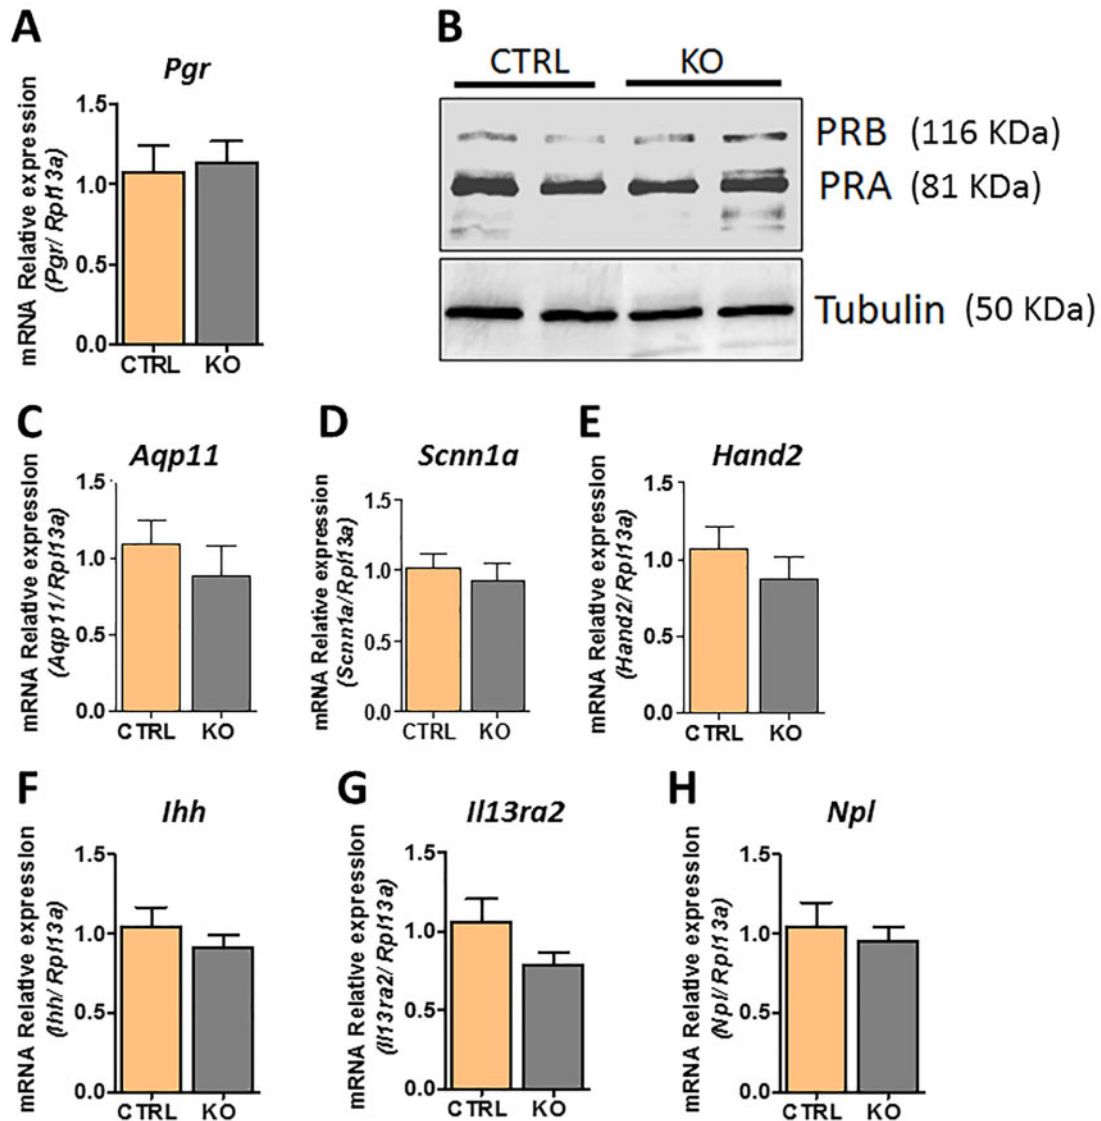 A
Pgr
mRNA Relative expression
(Pgr/ Rpl13a)
1.5
1.0
0.5
0.0
CTRL KO
B
CTRL KO
PRB (116 KDa)
PRA (81 KDa)
Tubulin (50 KDa)
C
Aqp11
mRNA Relative expression
(Aqp11/ Rpl13a)
1.5
1.0
0.5
0.0
CTRL KO
D
Scnn1a
mRNA Relative expression
(Scnn1a/ Rpl13a)
1.5
1.0
0.5
0.0
CTRL KO
E
Hand2
mRNA Relative expression
(Hand2/ Rpl13a)
1.5
1.0
0.5
0.0
CTRL KO
F
Ihh
mRNA Relative expression
(Ihh/ Rpl13a)
1.5
1.0
0.5
0.0
CTRL KO
G
Il13ra2
mRNA Relative expression
(Il13ra2/ Rpl13a)
1.5
1.0
0.5
0.0
CTRL KO
H
Npl
mRNA Relative expression
(Npl/ Rpl13a)
1.5
1.0
0.5
0.0
CTRL KO